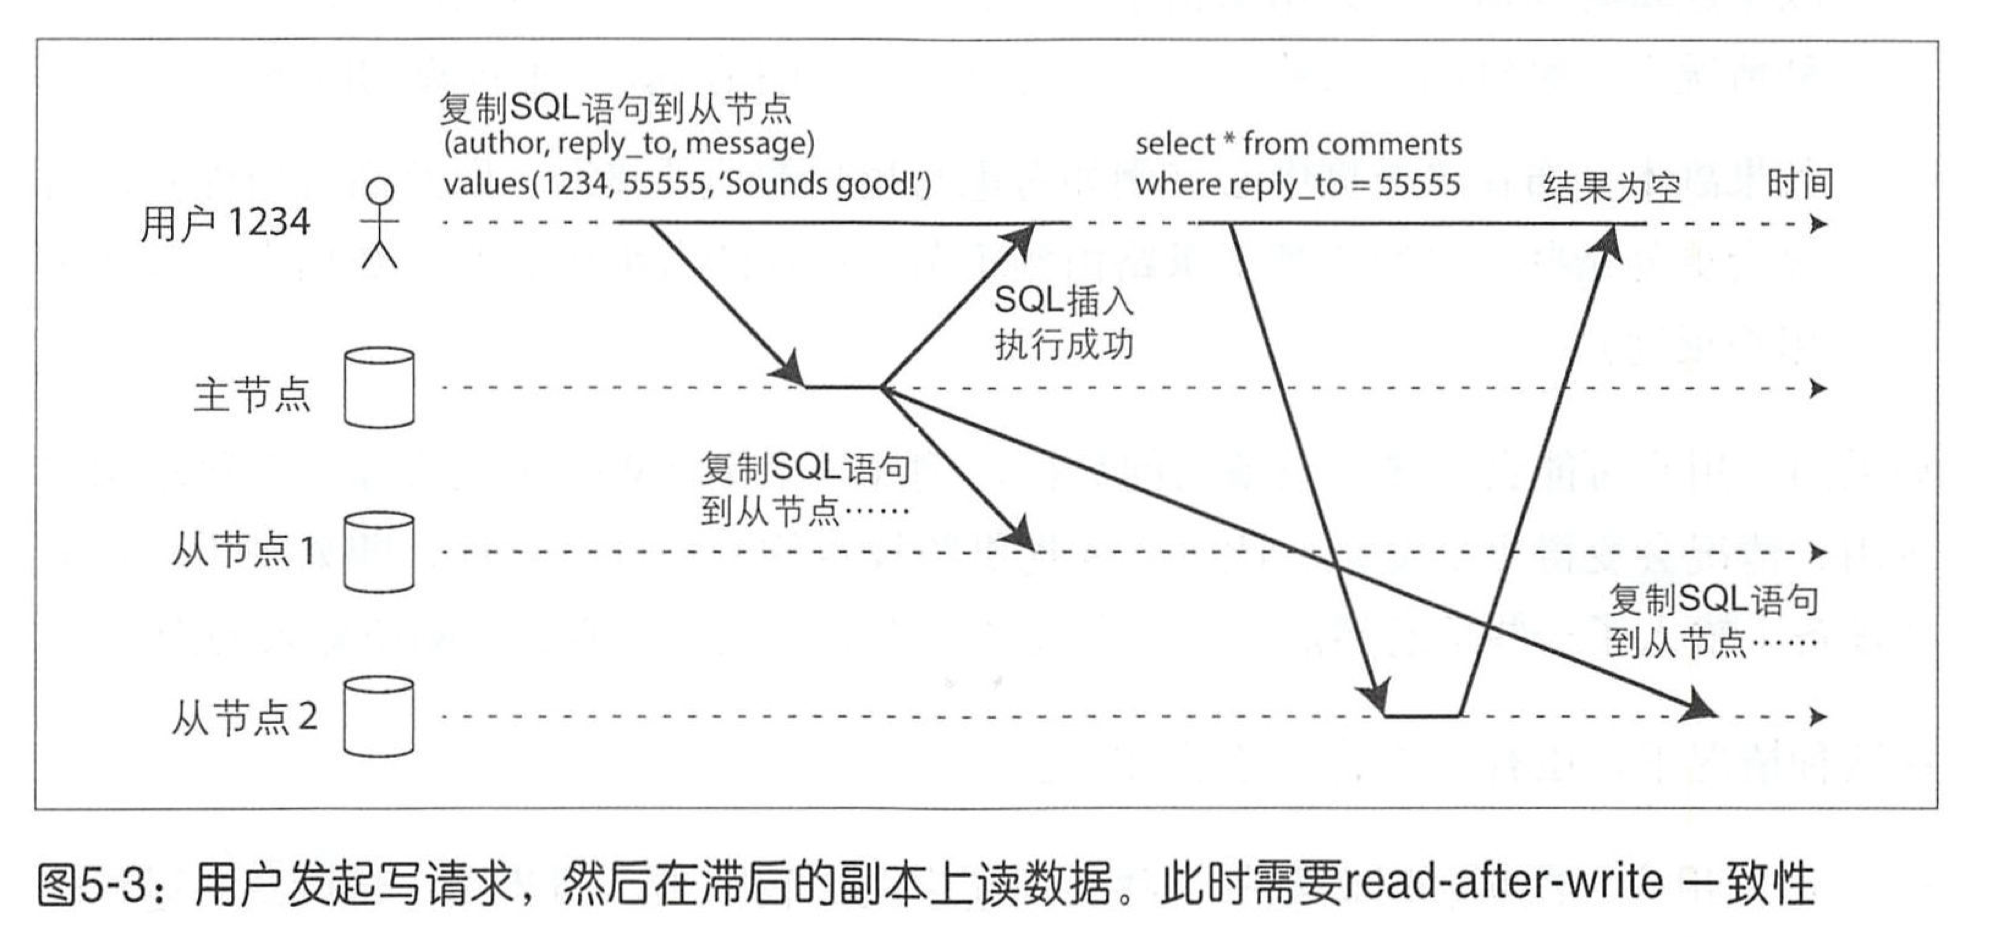 复制SQL语句到从节点
(author, reply_to, message)
values(1234, 55555, ‘Sounds good!’)
select * from comments
where reply_to = 55555
结果为空
时间
用户 1234
SQL插入
执行成功
主节点
复制SQL语句
到从节点……
从节点 1
复制SQL语句
到从节点……
从节点 2
图5-3：用户发起写请求，然后在滞后的副本上读数据。此时需要read-after-write 一致性